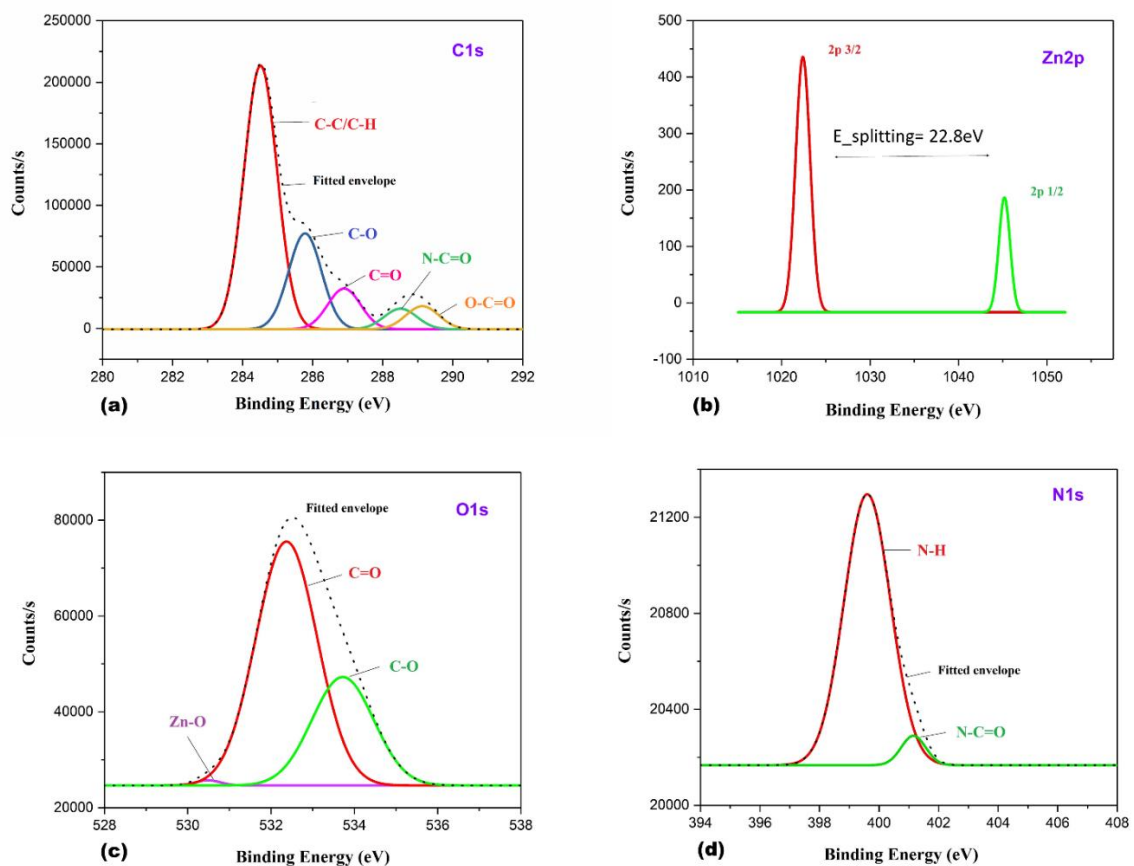 C1s
C-C/C-H
Fitted envelope
C-O
C=O
N-C=O
O-C=O
250000
200000
150000
100000
50000
0
280 282 284 286 288 290 292
Counts/s
Binding Energy (eV)
(a)
Zn2p
2p 3/2
E_splitting= 22.8eV
2p 1/2
500
400
300
200
100
0
-100
1010 1020 1030 1040 1050
Counts/s
Binding Energy (eV)
(b)
O1s
Fitted envelope
C=O
C-O
Zn-O
80000
60000
40000
20000
528 530 532 534 536 538
Counts/s
Binding Energy (eV)
(c)
N1s
N-H
Fitted envelope
N-C=O
21200
20800
20400
20000
394 396 398 400 402 404 406 408
Counts/s
Binding Energy (eV)
(d)